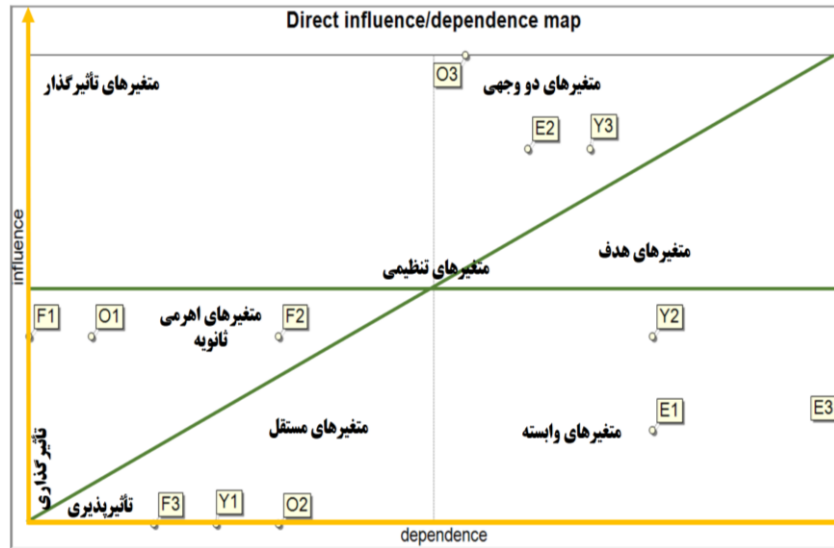 Direct influence/dependence map
O3
متغیرهای دو وجهی
متغیرهای تأثیرگذار
E2
Y3
influence
متغیرهای هدف
متغیرهای تنظیمی
F1
O1
متغیرهای اهرمی
ثانویه
F2
Y2
E1
E3
متغیرهای مستقل
متغیرهای وابسته
تأثیرگذاری
تأثیرپذیری
F3
Y1
O2
dependence